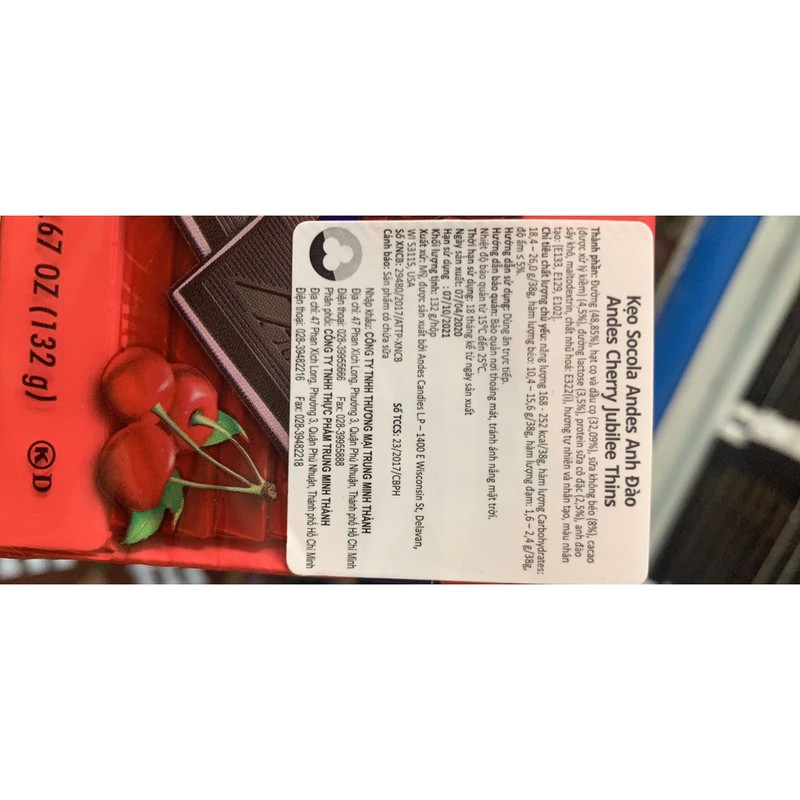 Kẹo Socola Andes Anh Đào
Andes Cherry Jubilee Thins
Thành phần: Đường (48,85%), hạt cọ và dầu cọ (32,09%), sữa không béo (8%), cacao
(được xử lý kiềm) (4,5%), đường lactose (3,5%), protein sữa cô đặc (2,5%), anh đào
sấy khô, maltodextrin, chất nhũ hoá: E322(i), hương tự nhiên và nhân tạo, màu nhân
tạo: [E133, E129, E102].
Chỉ tiêu chất lượng chủ yếu: năng lượng 168 - 252 kcal/38g, hàm lượng Carbohydrates:
18,4 – 26,0 g/38g, hàm lượng béo: 10,4 – 15,6 g/38g, hàm lượng đạm: 1,6 – 2,4 g/38g,
độ ẩm ≤ 5%.
Hướng dẫn sử dụng: Dùng ăn trực tiếp.
Hướng dẫn bảo quản: Bảo quản nơi thoáng mát, tránh ánh nắng mặt trời.
Nhiệt độ bảo quản từ 15°C đến 25°C.
Thời hạn sử dụng: 18 tháng kể từ ngày sản xuất
Ngày sản xuất: 07/04/2020
Hạn sử dụng : 07/10/2021
Khối lượng tịnh: 132 g/hộp
Xuất xứ: Mỹ, được sản xuất bởi Andes Candies L.P – 1400 E Wisconsin St, Delavan,
WI 53115, USA
Số XNCB: 29480/2017/ATTP-XNCB Số TCCS: 23/2017/CBPH
Cảnh báo: Sản phẩm có chứa sữa
Nhập khẩu: CÔNG TY TNHH THƯƠNG MẠI TRUNG MINH THÀNH
Địa chỉ: 47 Phan Xích Long, Phường 3, Quận Phú Nhuận, Thành phố Hồ Chí Minh
Điện thoại: 028-39955666 Fax: 028-39955888
Phân phối: CÔNG TY TNHH THỰC PHẨM TRUNG MINH THÀNH
Địa chỉ: 47 Phan Xích Long, Phường 3, Quận Phú Nhuận, Thành phố Hồ Chí Minh
Điện thoại: 028-39482216 Fax: 028-39482218
.67 OZ (132 g)
K D